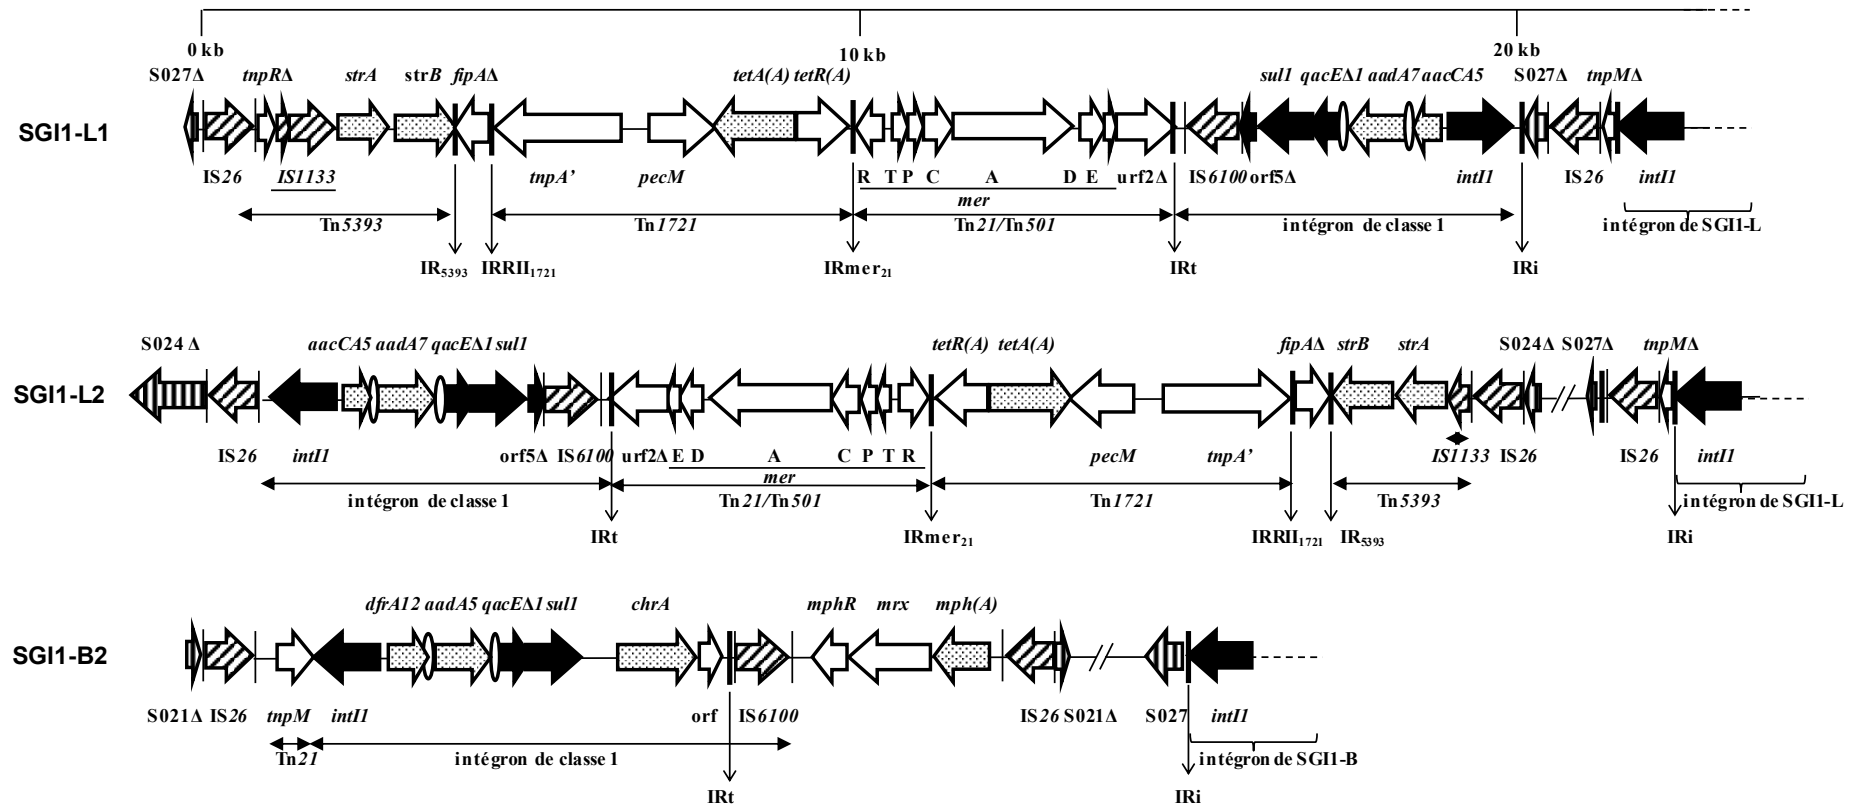 0 kb 10 kb 20 kb
S027Δ tnpRΔ strA strB fipAΔ tetA(A) tetR(A) sul1 qacEΔ1 aadA7 aacCA5 S027Δ tnpMΔ
SGI1-L1
IS26 IS1133 tnpA’ pecM R T P C A D E urf2Δ IS6100 orf5Δ intI1 IS26 intI1
mer
Tn5393 Tn1721 Tn21/Tn501 intégron de classe 1 intégron de SGI1-L
IR5393 IRRII1721 IRmer21 IRt IRi
S024 Δ aacCA5 aadA7 qacEΔ1 sul1 tetR(A) tetA(A) fipAΔ strB strA S024Δ S027Δ tnpMΔ
SGI1-L2
IS26 intI1 orf5Δ IS6100 urf2Δ E D A C P T R pecM tnpA’ IS1133 IS26 IS26 intI1
mer
intégron de classe 1 Tn21/Tn501 Tn1721 Tn5393 intégron de SGI1-L
IRt IRmer21 IRRII1721 IR5393 IRi
dfrA12 aadA5 qacEΔ1 sul1 chrA mphR mrx mph(A)
SGI1-B2
S021Δ IS26 tnpM intI1 orf IS6100 IS26 S021Δ S027 intI1
Tn21 intégron de classe 1 intégron de SGI1-B
IRt IRi